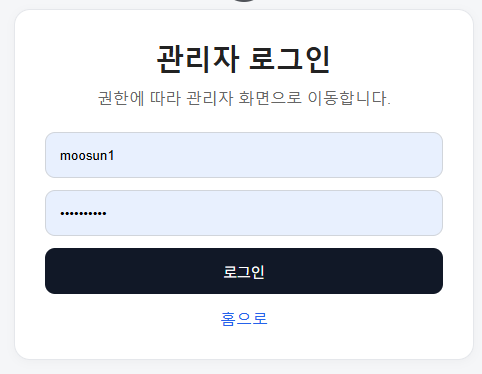 관리자 로그인
권한에 따라 관리자 화면으로 이동합니다.
moosun1
••••••••••
로그인
홈으로